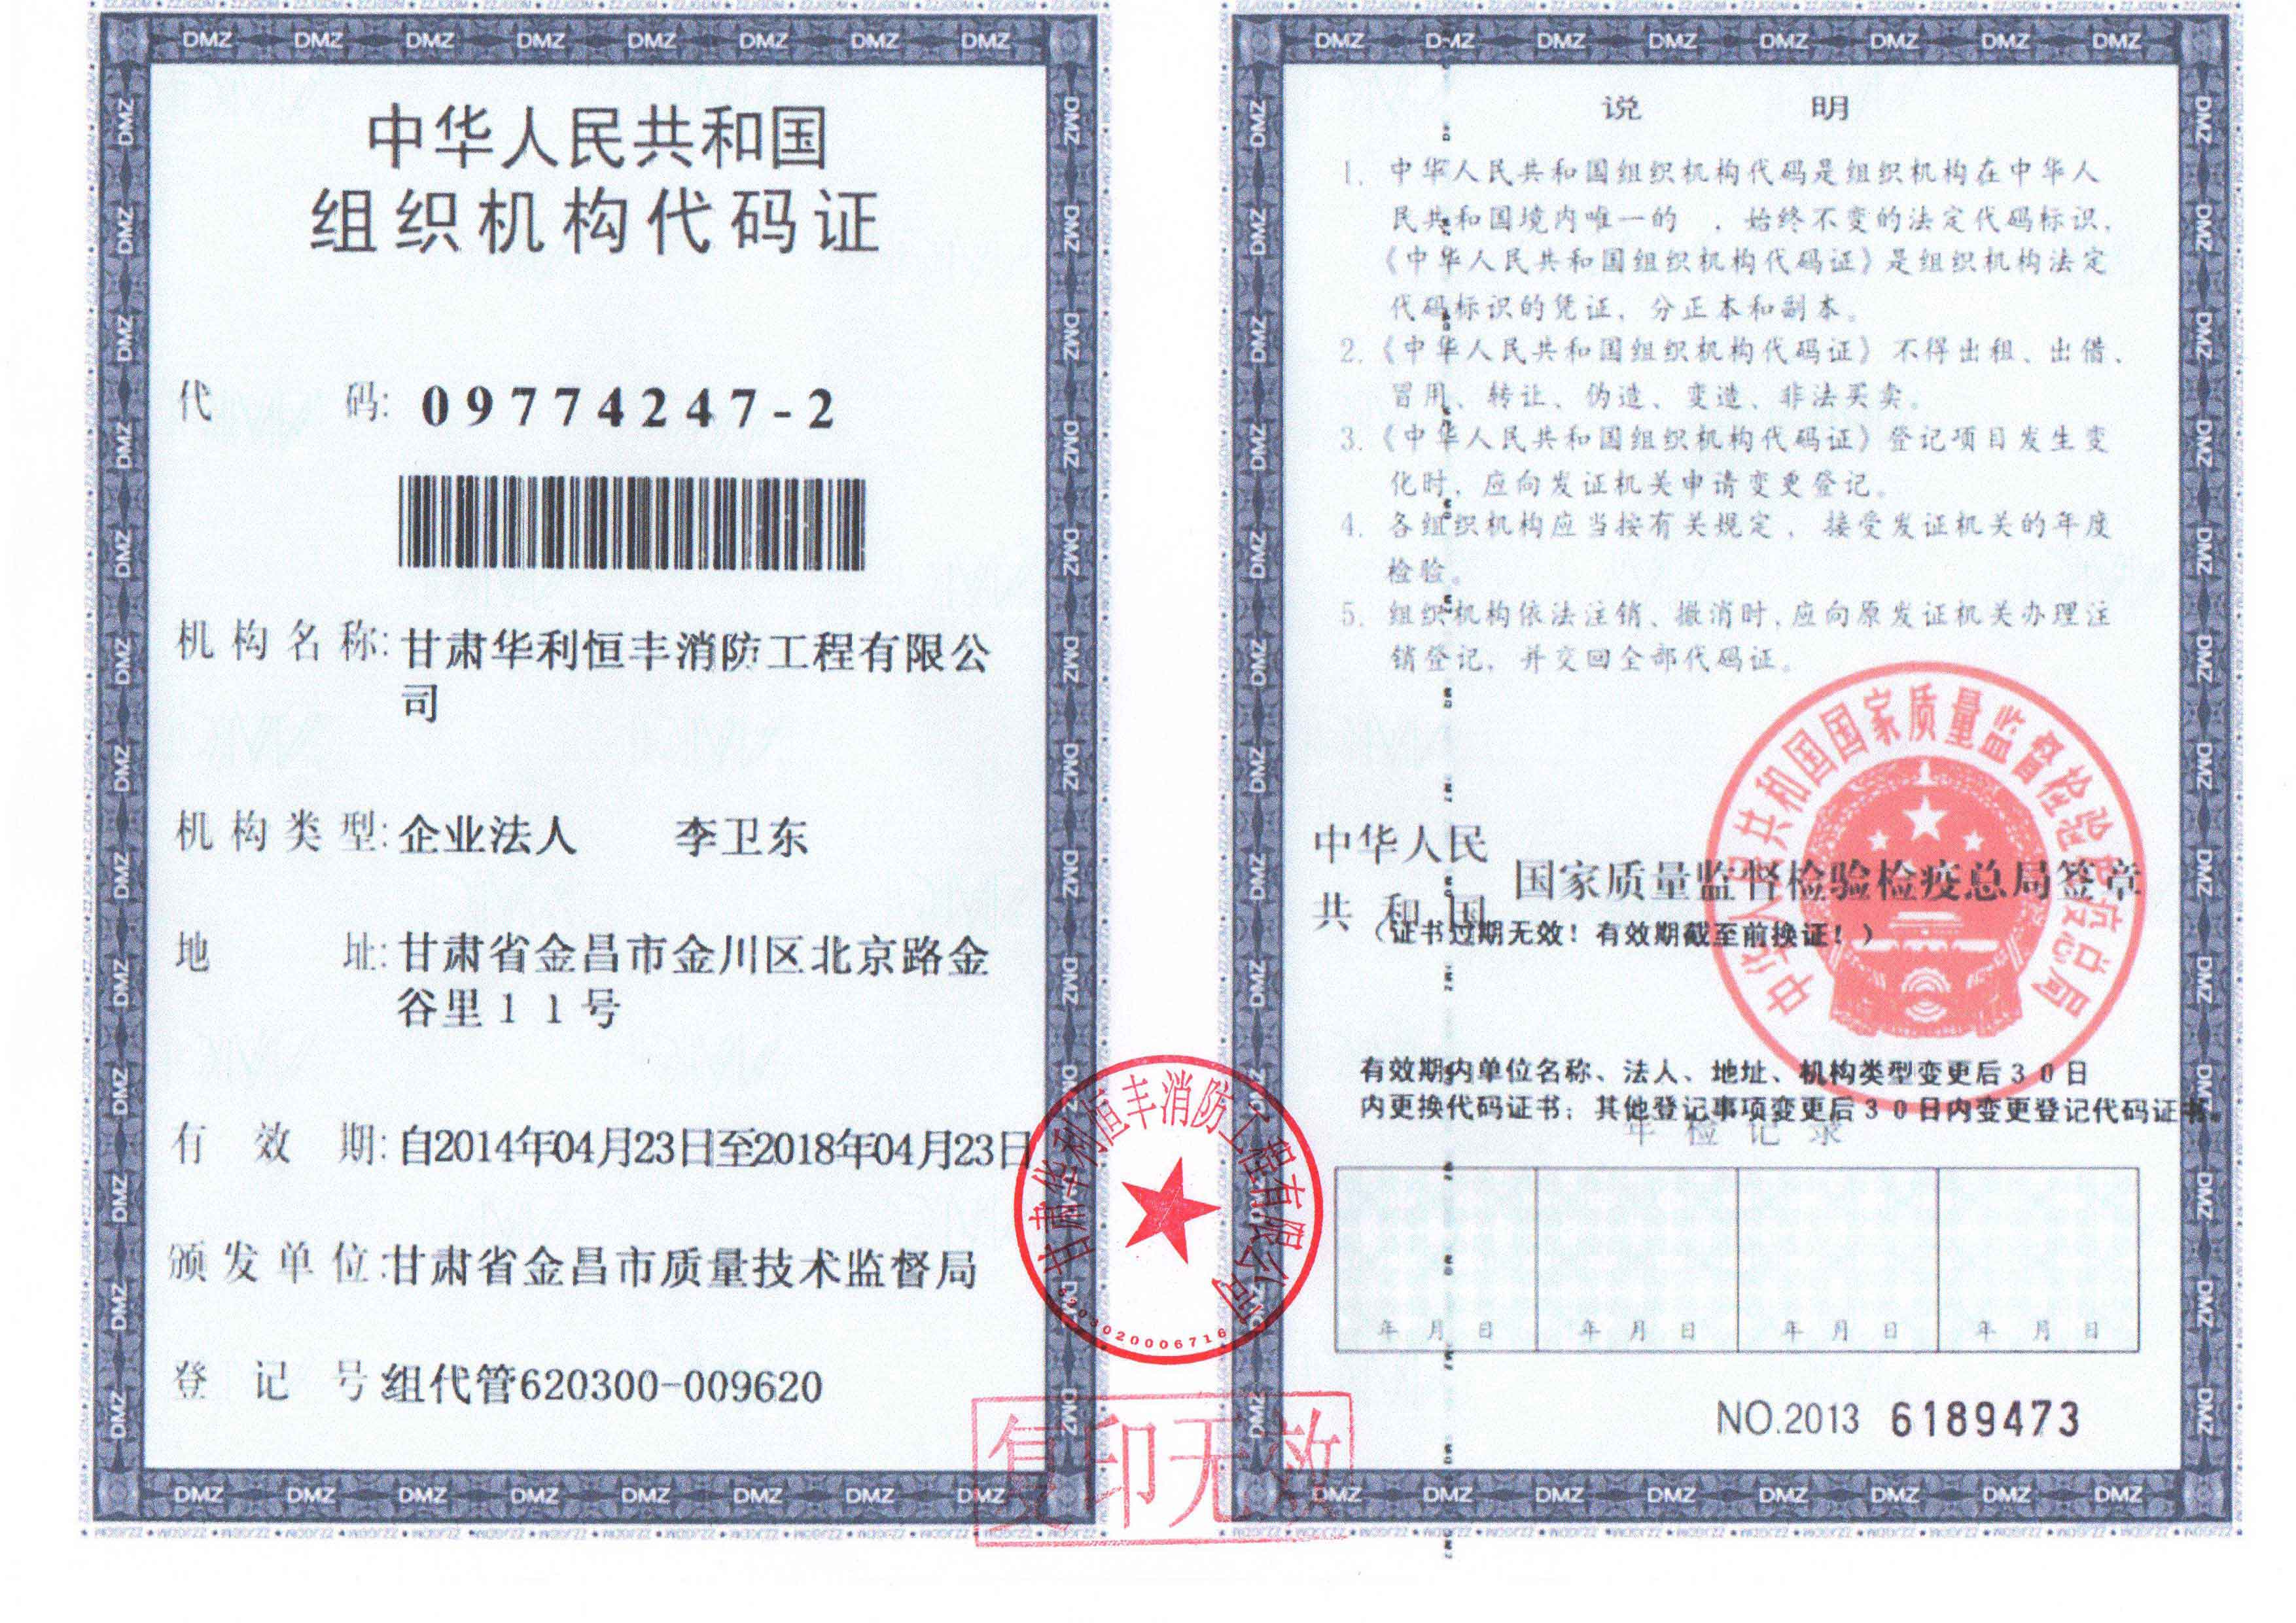 中华人民共和国
组织机构代码证
代 码: 09774247-2
机构名称: 甘肃华利恒丰消防工程有限公
司
机构类型: 企业法人 李卫东
地 址: 甘肃省金昌市金川区北京路金
谷里11号
有效期: 自2014年04月23日至2018年04月23日
颁发单位: 甘肃省金昌市质量技术监督局
登记号 组代管620300-009620
甘肃华利恒丰消防工程有限公司
复印无效
说 明
1. 中华人民共和国组织机构代码是组织机构在中华人
民共和国境内唯一的 ,始终不变的法定代码标识,
《中华人民共和国组织机构代码证》是组织机构法定
代码标识的凭证,分正本和副本。
2.《中华人民共和国组织机构代码证》不得出租、出借、
冒用、转让、伪造、变造、非法买卖。
3.《中华人民共和国组织机构代码证》登记项目发生变
化时,应向发证机关申请变更登记。
4. 各组织机构应当按有关规定,接受发证机关的年度
检验。
5. 组织机构依法注销、撤消时,应向原发证机关办理注
销登记,并交回全部代码证。
中华人民共和国国家质量监督检验检疫总局
中华人民
共和国
国家质量监督检验检疫总局签章
(证书过期无效!有效期截至前换证!)
有效期内单位名称、法人、地址、机构类型变更后30日
内更换代码证书;其他登记事项变更后30日内变更登记代码证书。
年检记录
年 月 日 年 月 日 年 月 日 年 月 日
NO.2013 6189473